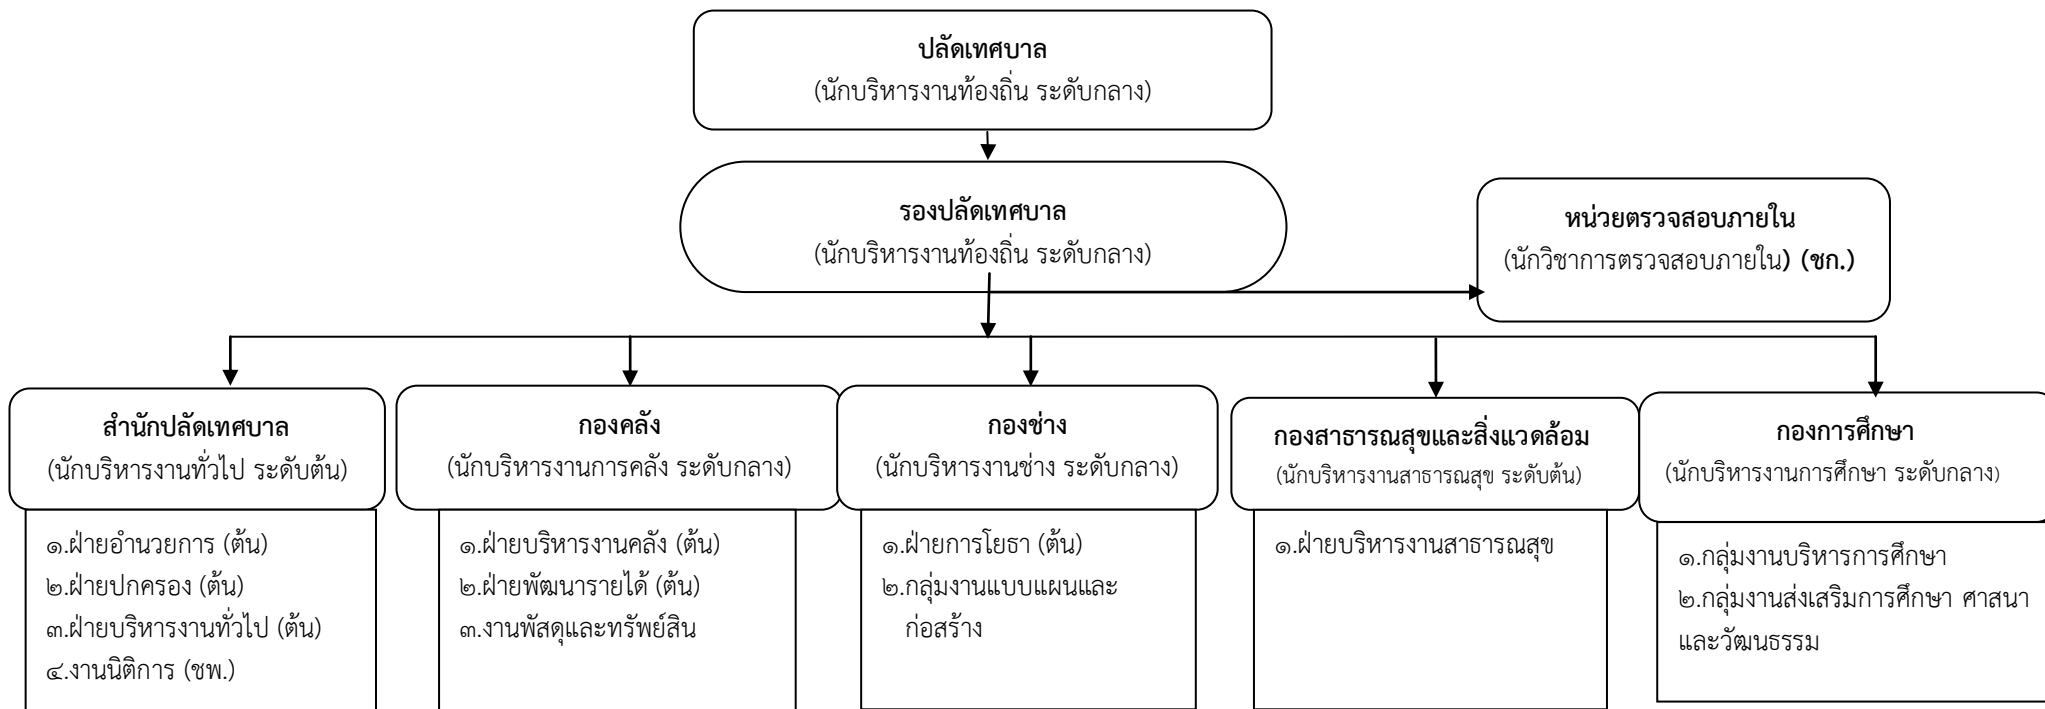 ปลัดเทศบาล
(นักบริหารงานท้องถิ่น ระดับกลาง)
รองปลัดเทศบาล
(นักบริหารงานท้องถิ่น ระดับกลาง)
หน่วยตรวจสอบภายใน
(นักวิชาการตรวจสอบภายใน) (ชก.)
สำนักปลัดเทศบาล
(นักบริหารงานทั่วไป ระดับต้น)
๑.ฝ่ายอำนวยการ (ต้น)
๒.ฝ่ายปกครอง (ต้น)
๓.ฝ่ายบริหารงานทั่วไป (ต้น)
๔.งานนิติการ (ชพ.)
กองคลัง
(นักบริหารงานการคลัง ระดับกลาง)
๑.ฝ่ายบริหารงานคลัง (ต้น)
๒.ฝ่ายพัฒนารายได้ (ต้น)
๓.งานพัสดุและทรัพย์สิน
กองช่าง
(นักบริหารงานช่าง ระดับกลาง)
๑.ฝ่ายการโยธา (ต้น)
๒.กลุ่มงานแบบแผนและ
ก่อสร้าง
กองสาธารณสุขและสิ่งแวดล้อม
(นักบริหารงานสาธารณสุข ระดับต้น)
๑.ฝ่ายบริหารงานสาธารณสุข
กองการศึกษา
(นักบริหารงานการศึกษา ระดับกลาง)
๑.กลุ่มงานบริหารการศึกษา
๒.กลุ่มงานส่งเสริมการศึกษา ศาสนา
และวัฒนธรรม